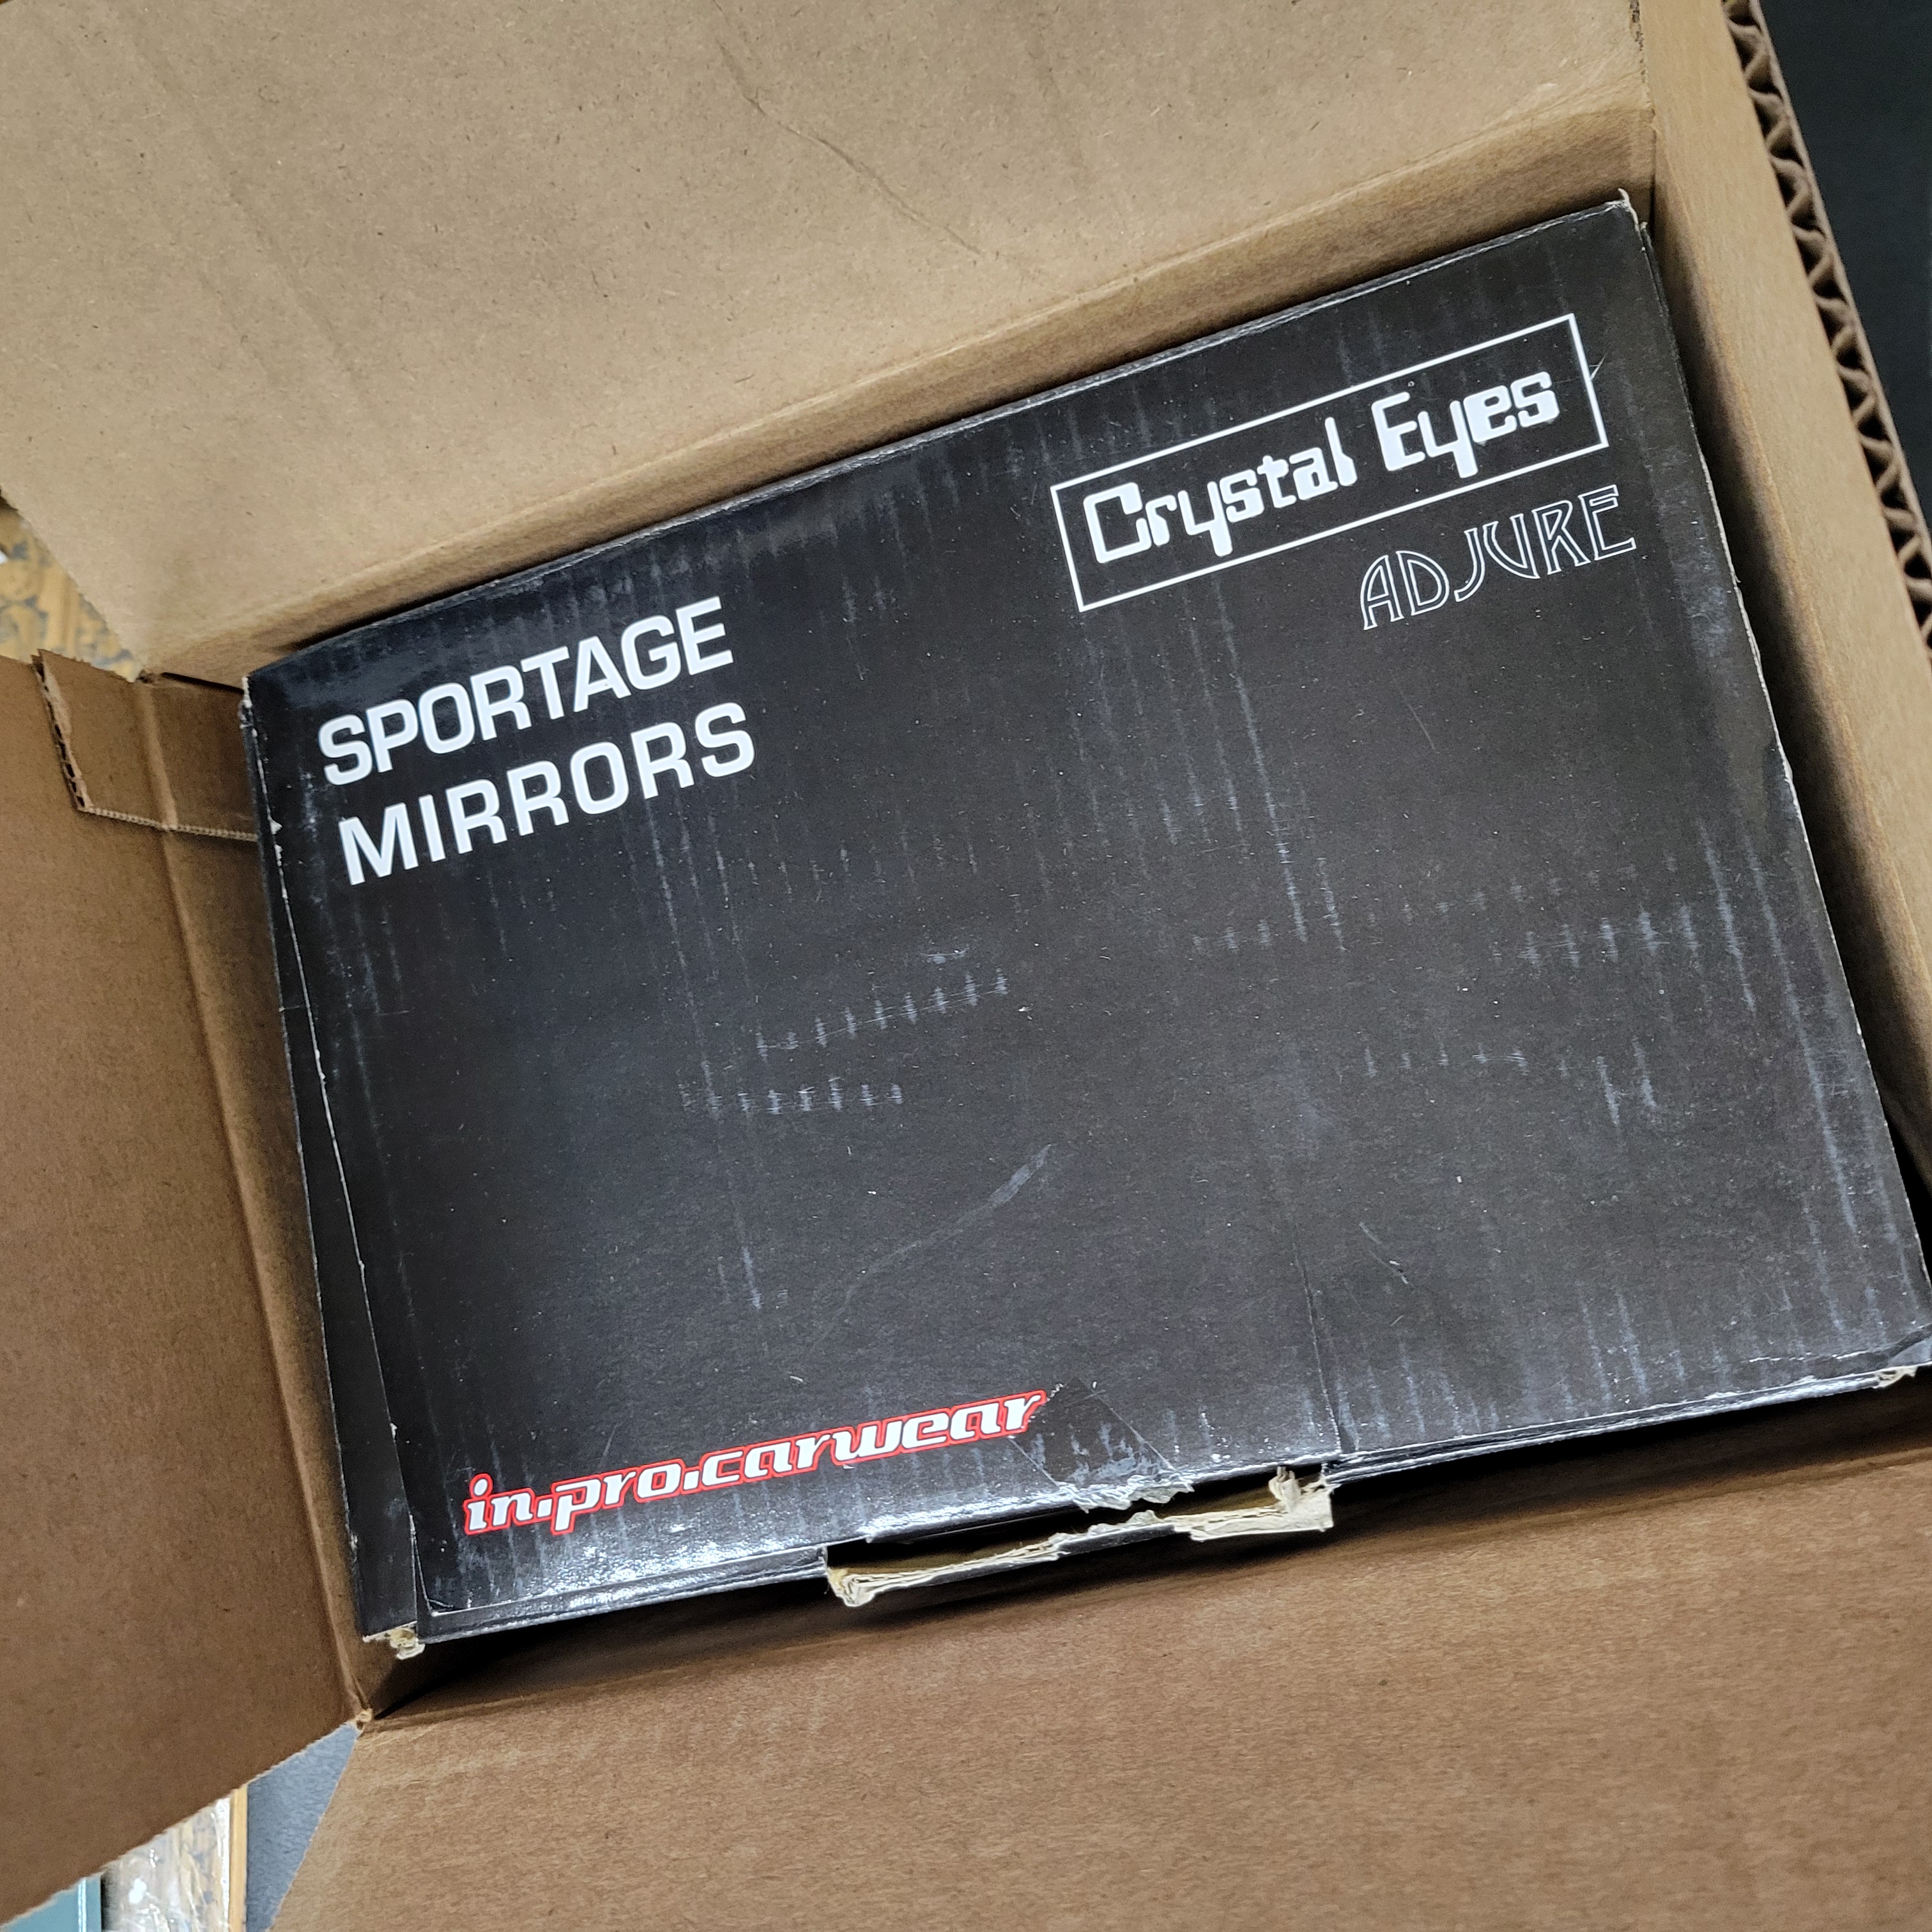 SPORTAGE
MIRRORS
Crystal Eyes
ADJURE
in.pro.carwear